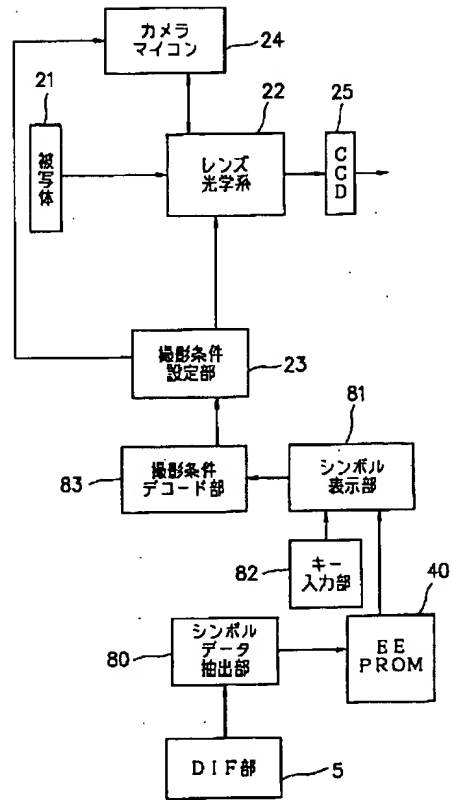 カメラ
マイコン
24
21
被写体
22
レンズ
光学系
25
CCD
撮影条件
設定部
23
81
83
撮影条件
デコード部
シンボル
表示部
82
キー
入力部
40
EE
PROM
80
シンボル
データ
抽出部
DIF部
5